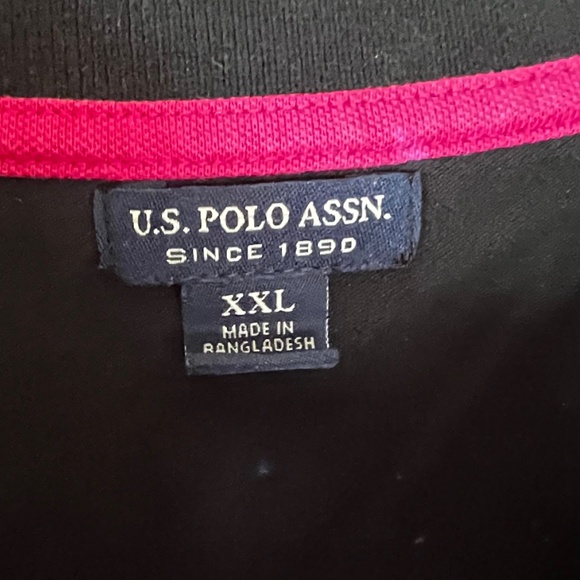 U.S. POLO ASSN.
SINCE 1890
XXL
MADE IN
BANGLADESH